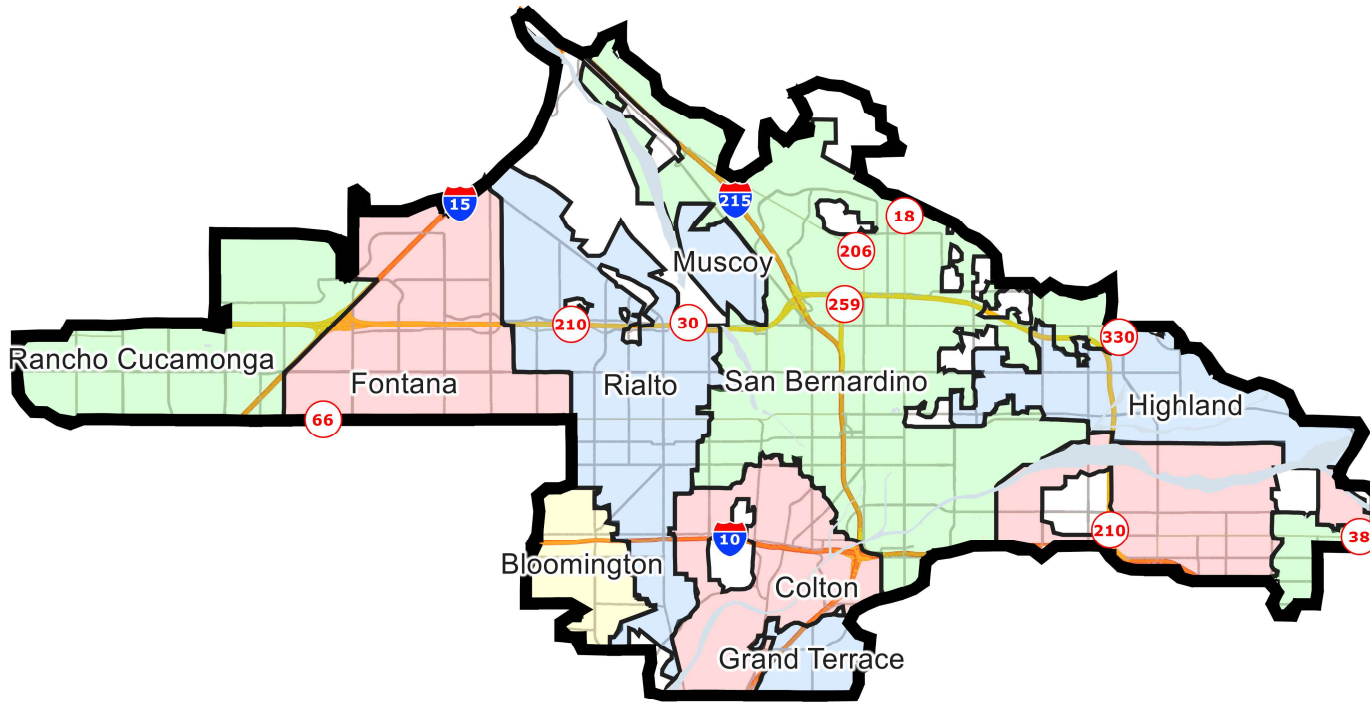 15
215
18
206
Muscoy
259
210
30
330
Rancho Cucamonga
Fontana
Rialto
San Bernardino
Highland
66
210
38
10
Bloomington
Colton
Grand Terrace